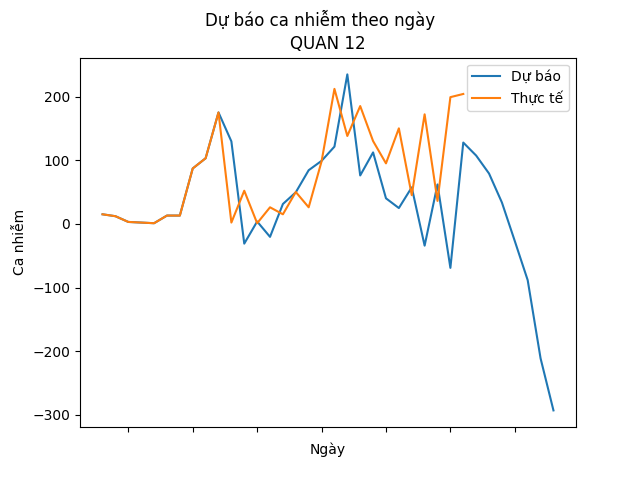 Dự báo ca nhiễm theo ngày
QUAN 12
Dự báo
Thực tế
200
100
0
−100
−200
−300
Ca nhiễm
Ngày